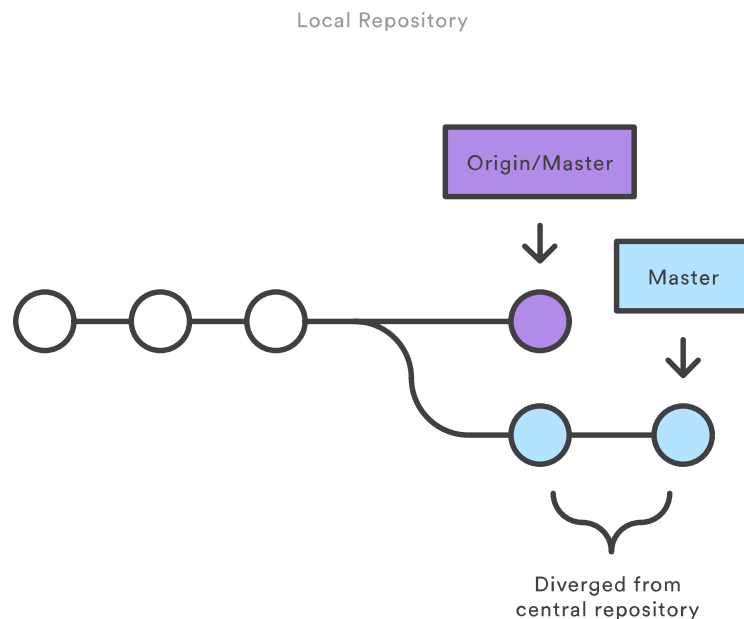 Local Repository
Origin/Master
Master
Diverged from
central repository